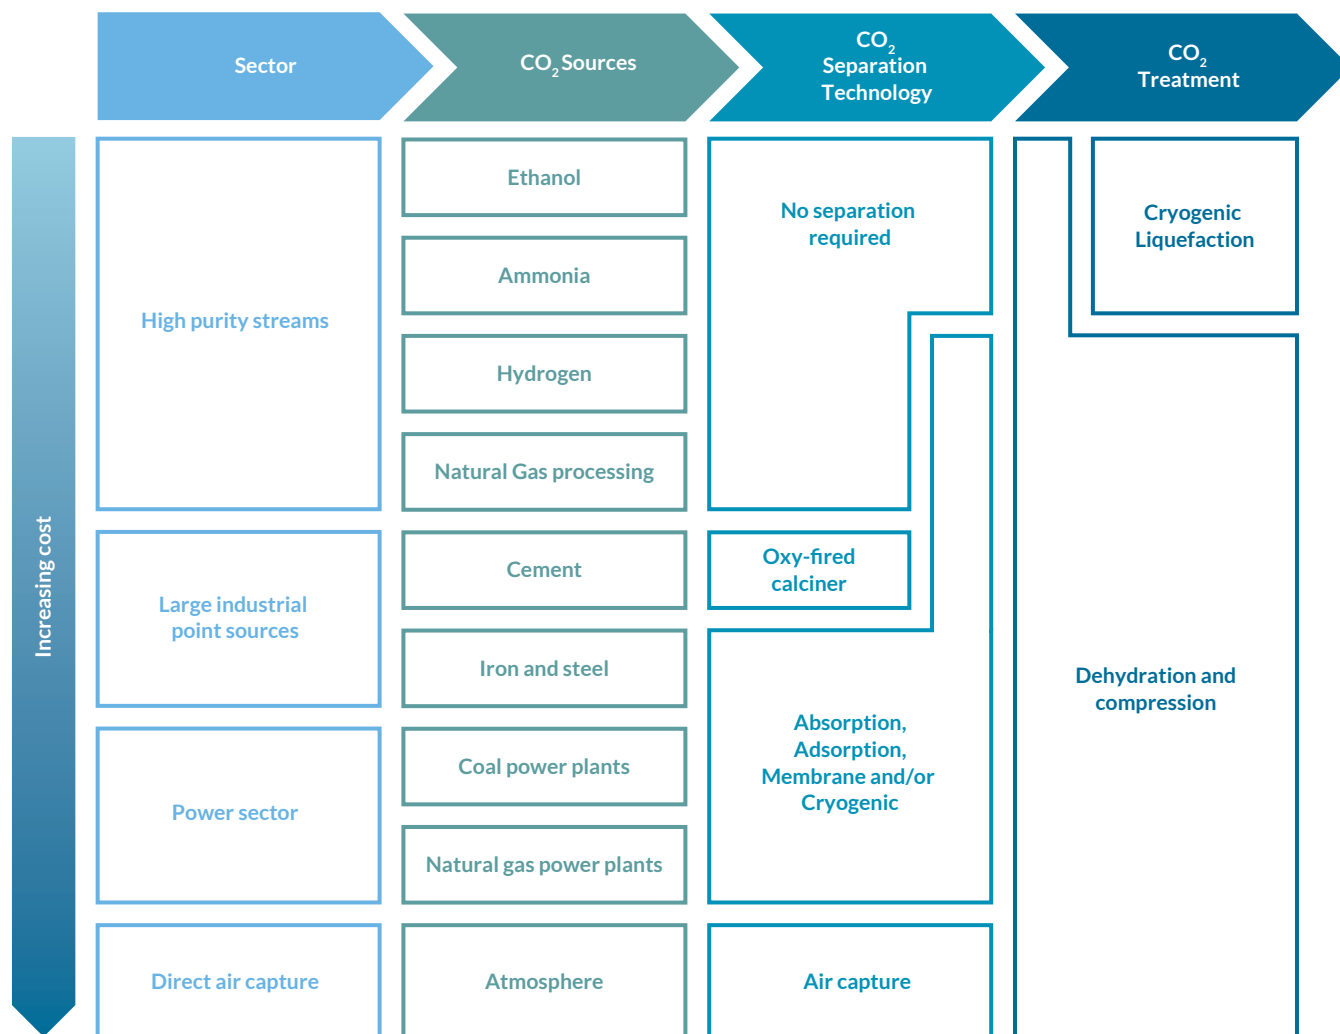 Sector
CO₂ Sources
CO₂
Separation
Technology
CO₂
Treatment
Increasing cost
High purity streams
Large industrial
point sources
Power sector
Direct air capture
Ethanol
Ammonia
Hydrogen
Natural Gas processing
Cement
Iron and steel
Coal power plants
Natural gas power plants
Atmosphere
No separation
required
Oxy-fired
calciner
Absorption,
Adsorption,
Membrane and/or
Cryogenic
Air capture
Cryogenic
Liquefaction
Dehydration and
compression